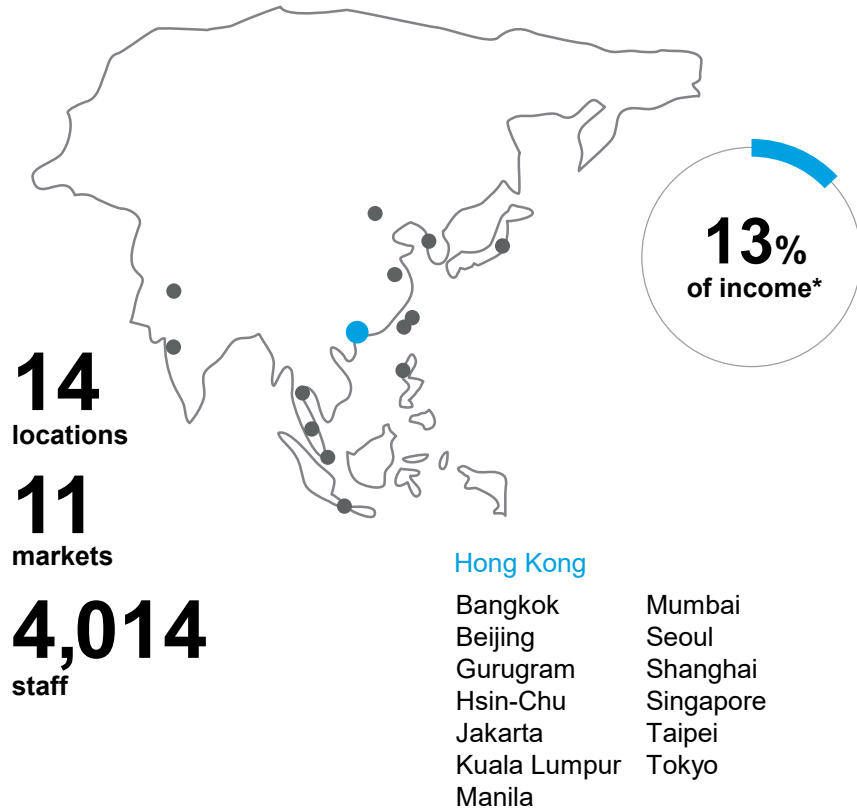 13%
of income*
14
locations
11
markets
4,014
staff
Hong Kong
Bangkok
Beijing
Gurugram
Hsin-Chu
Jakarta
Kuala Lumpur
Manila
Mumbai
Seoul
Shanghai
Singapore
Taipei
Tokyo